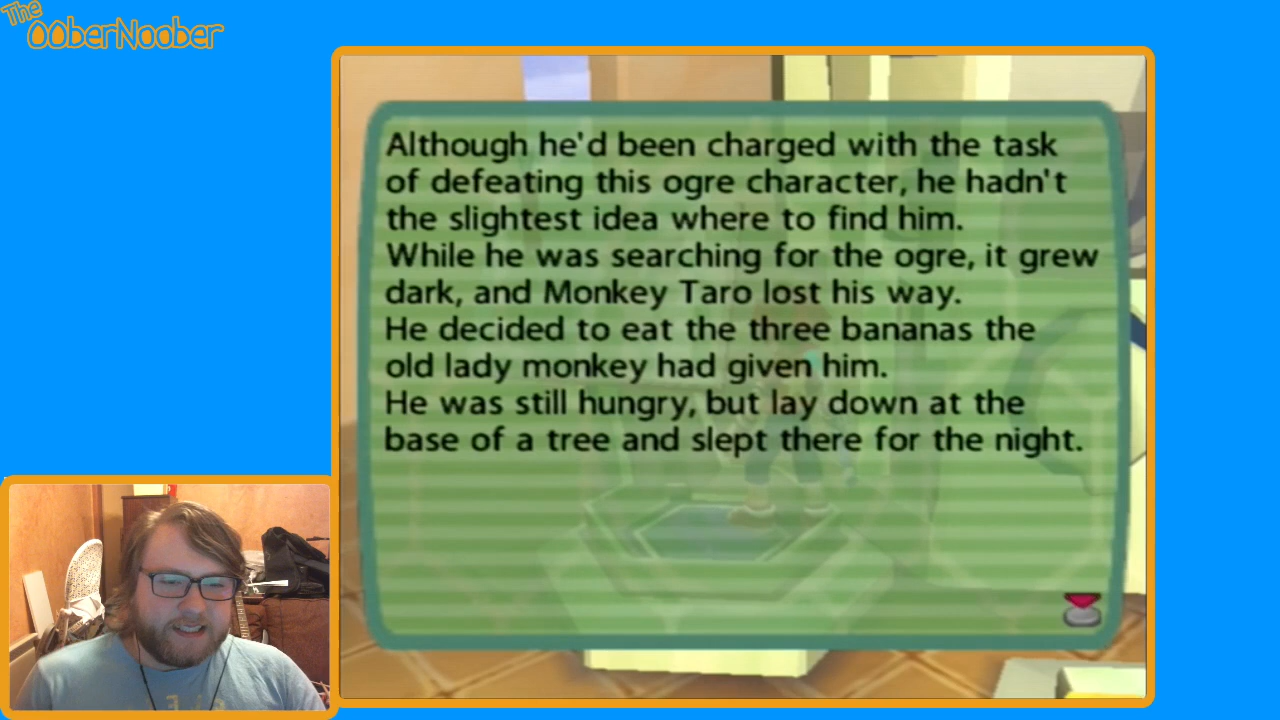 The
OOberNoober
Although he'd been charged with the task
of defeating this ogre character, he hadn't
the slightest idea where to find him.
While he was searching for the ogre, it grew
dark, and Monkey Taro lost his way.
He decided to eat the three bananas the
old lady monkey had given him.
He was still hungry, but lay down at the
base of a tree and slept there for the night.